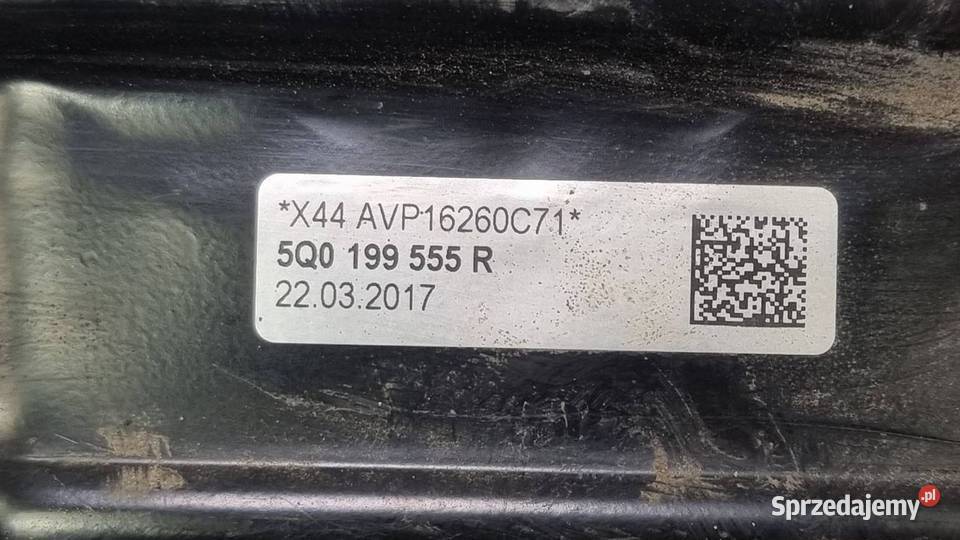 *X44 AVP16260C71*
5Q0 199 555 R
22.03.2017
Sprzedajemy.pl